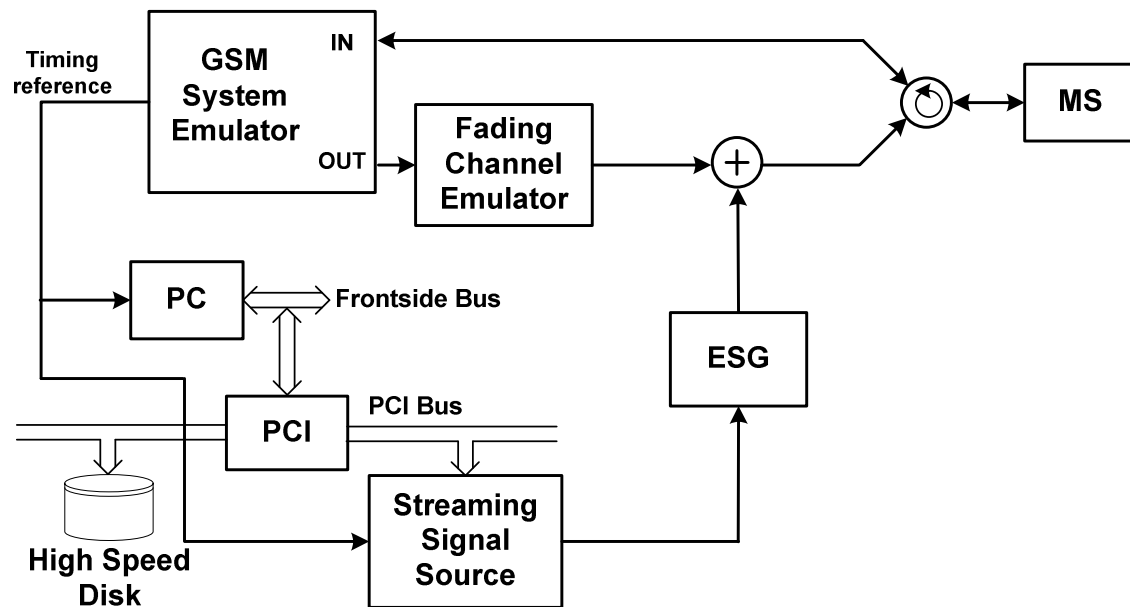 Timing
reference
GSM
System
Emulator
IN
OUT
Fading
Channel
Emulator
+
MS
PC
Frontside Bus
ESG
PCI
PCI Bus
High Speed
Disk
Streaming
Signal
Source